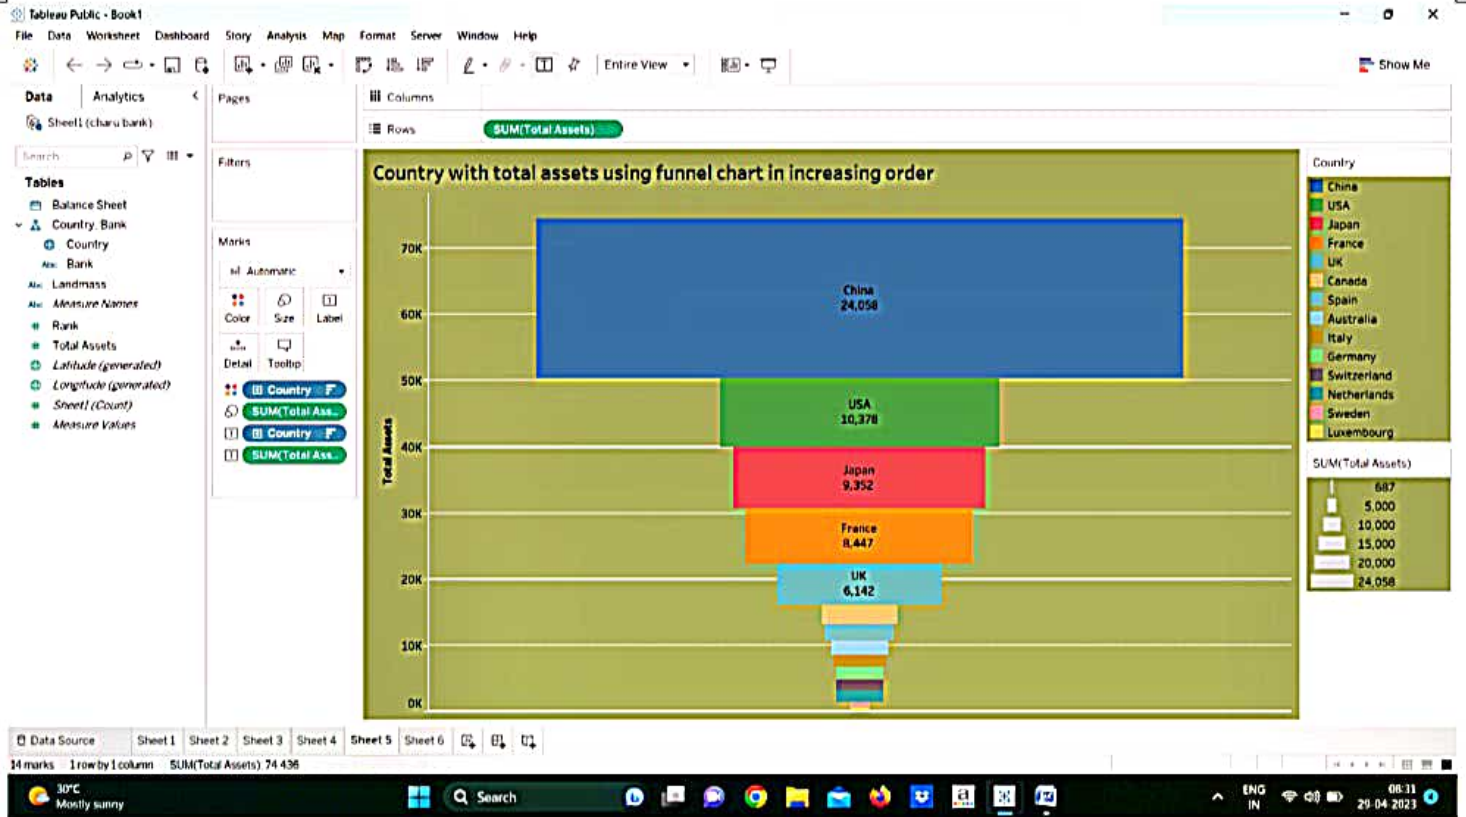 Tableau Public - Book1
File Data Worksheet Dashboard Story Analysis Map Format Server Window Help
Entire View
Show Me
Data Analytics
Pages
Columns
Sheet1 (charu bank)
Rows SUM(Total Assets)
Search
Filters
Tables
Balance Sheet
Country, Bank
Country
Bank
Landmass
Measure Names
Rank
Total Assets
Latitude (generated)
Longitude (generated)
Sheet1 (Count)
Measure Values
Marks
Automatic
Color Size Label
Detail Tooltip
Country
SUM(Total Ass..
Country
SUM(Total Ass..
Country with total assets using funnel chart in increasing order
Total Assets
70K
60K
50K
40K
30K
20K
10K
0K
China
24,058
USA
10,378
Japan
9,352
France
8,447
UK
6,142
Country
China
USA
Japan
France
UK
Canada
Spain
Australia
Italy
Germany
Switzerland
Netherlands
Sweden
Luxembourg
SUM(Total Assets)
687
5,000
10,000
15,000
20,000
24,058
Data Source Sheet 1 Sheet 2 Sheet 3 Sheet 4 Sheet 5 Sheet 6
14 marks 1 row by 1 column SUM(Total Assets): 74 436
30°C
Mostly sunny
Search
ENG
IN
08:31
29-04-2023